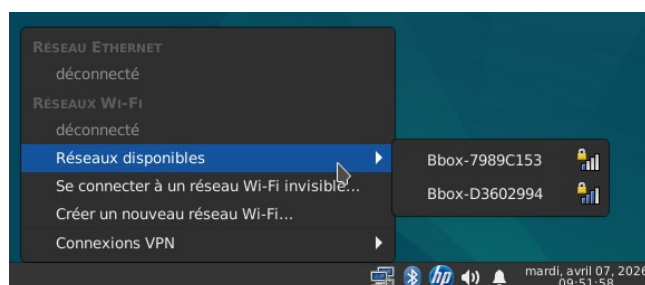 RÉSEAU ETHERNET
déconnecté
RÉSEAUX WI-FI
déconnecté
Réseaux disponibles
Bbox-7989C153
Se connecter à un réseau Wi-Fi invisible...
Bbox-D3602994
Créer un nouveau réseau Wi-Fi...
Connexions VPN
hp
mardi, avril 07, 2026
09:51:58